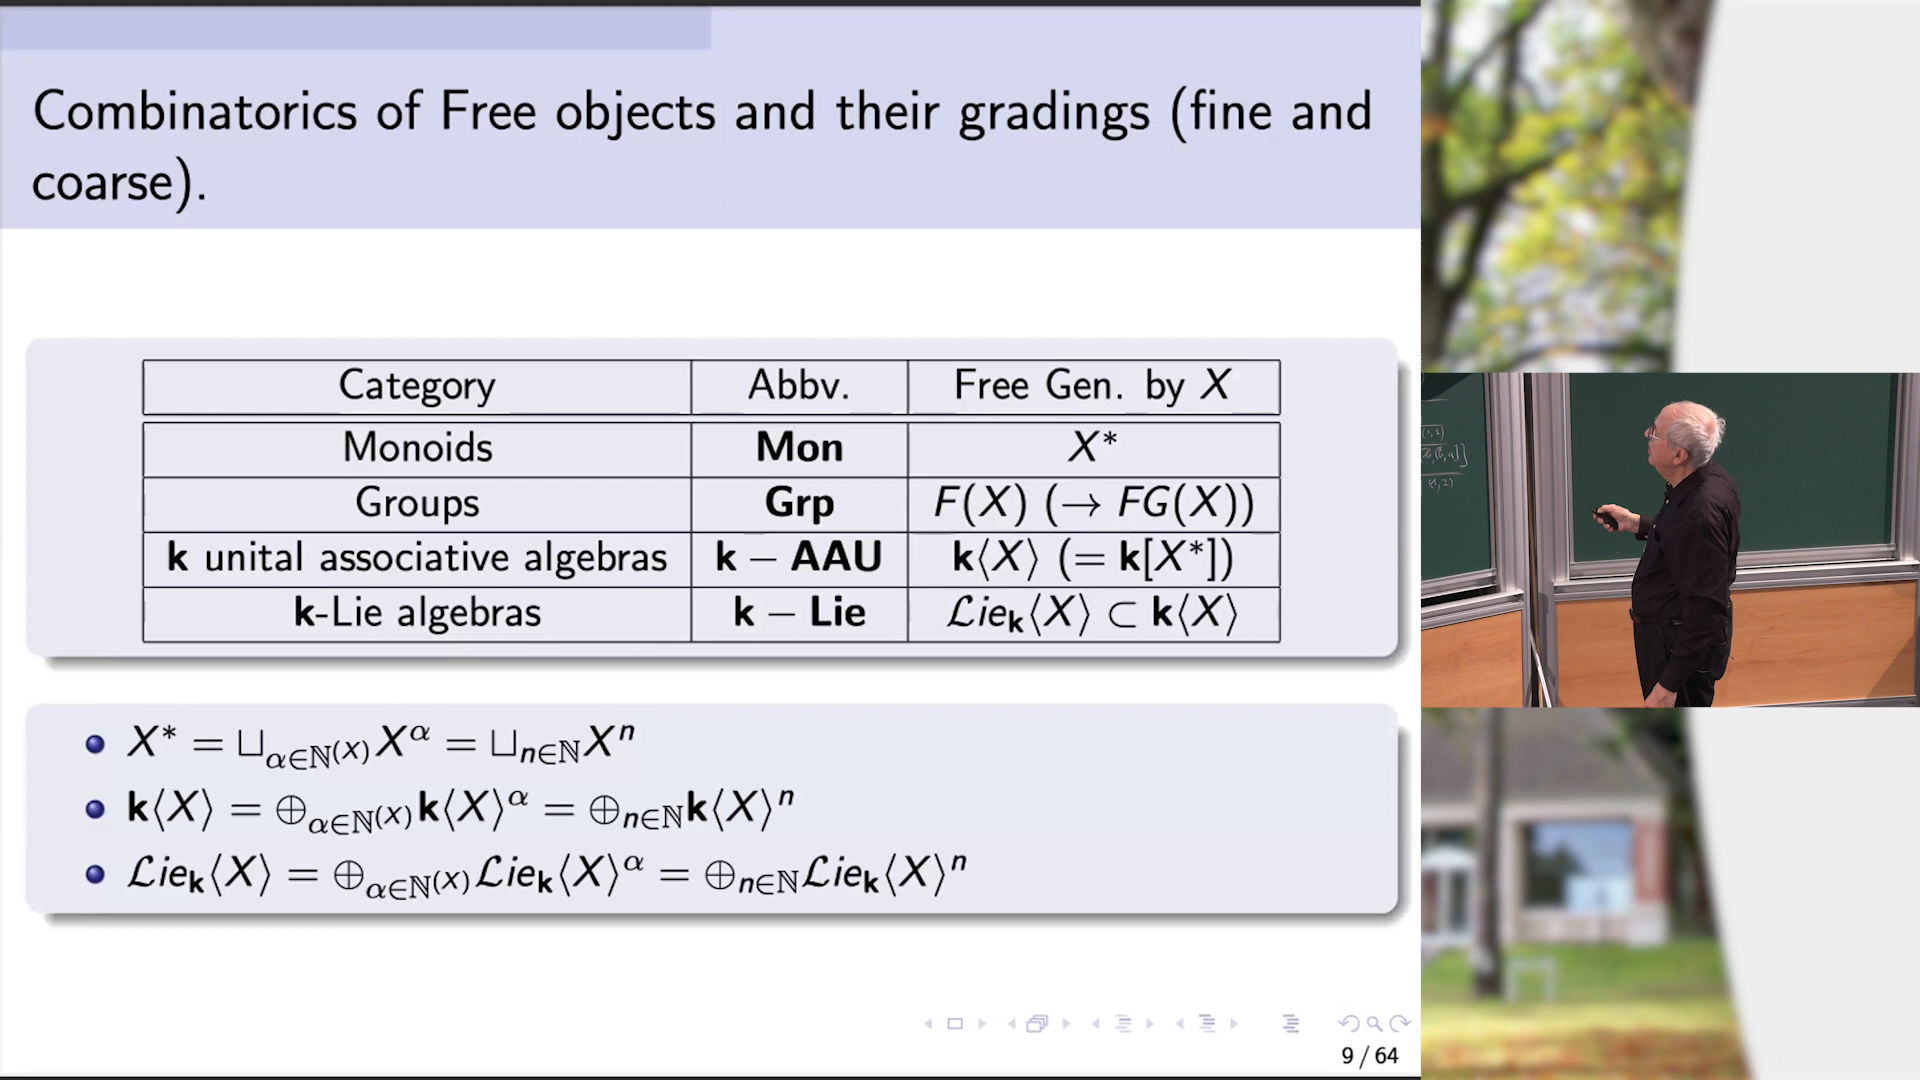 Combinatorics of Free objects and their gradings (fine and
coarse).
Category Abbv. Free Gen. by X
Monoids Mon X*
Groups Grp F(X) (→ FG(X))
k unital associative algebras k − AAU k⟨X⟩ (= k[X*])
k-Lie algebras k − Lie Lie_k⟨X⟩ ⊂ k⟨X⟩
X* = ⊔_{α∈ℕ^(X)} X^α = ⊔_{n∈ℕ} X^n
k⟨X⟩ = ⊕_{α∈ℕ^(X)} k⟨X⟩^α = ⊕_{n∈ℕ} k⟨X⟩^n
Lie_k⟨X⟩ = ⊕_{α∈ℕ^(X)} Lie_k⟨X⟩^α = ⊕_{n∈ℕ} Lie_k⟨X⟩^n
9 / 64